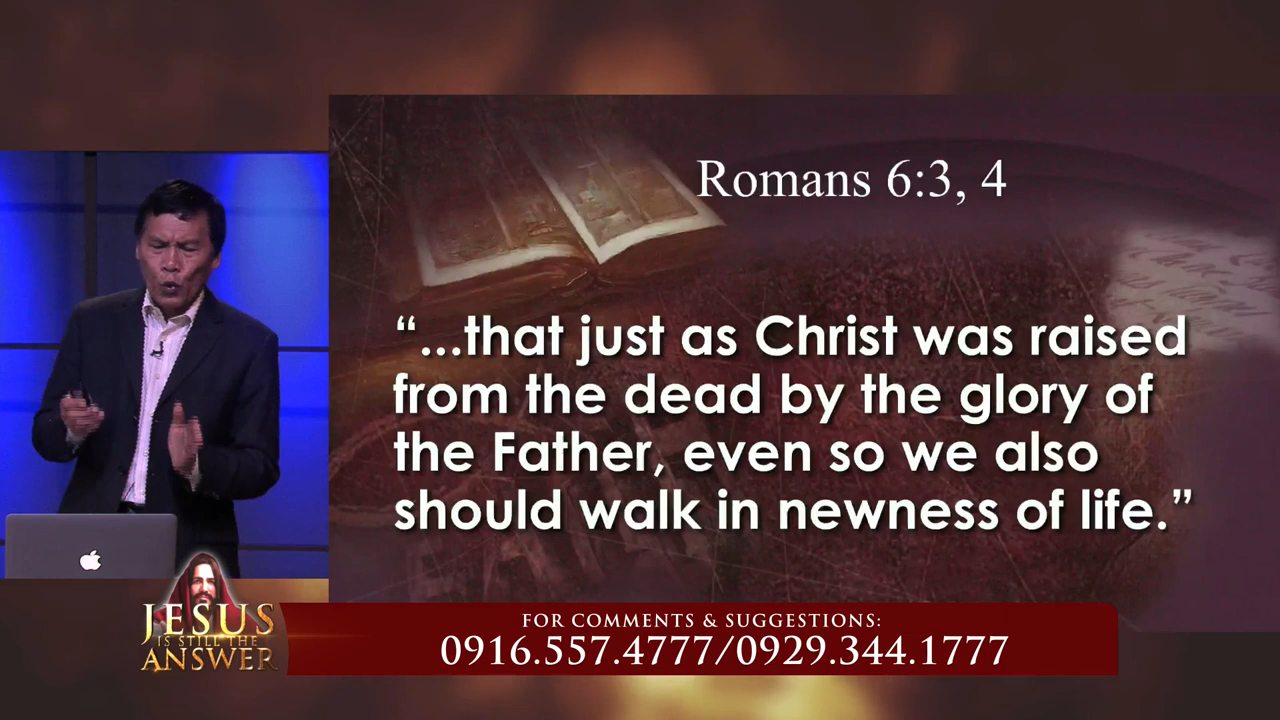 Romans 6:3, 4
“...that just as Christ was raised
from the dead by the glory of
the Father, even so we also
should walk in newness of life.”
JESUS
IS STILL THE
ANSWER
FOR COMMENTS & SUGGESTIONS:
0916.557.4777/0929.344.1777